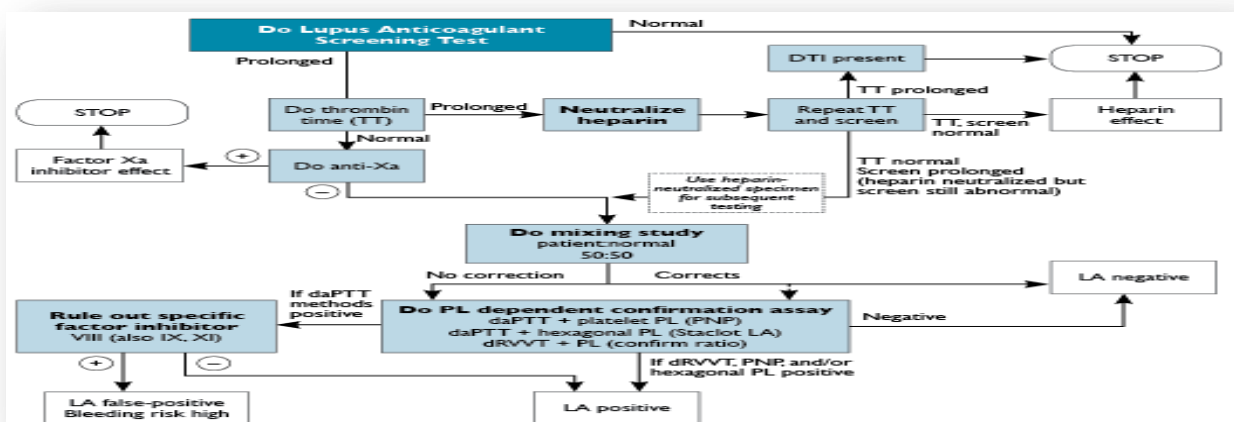 Do Lupus Anticoagulant
Screening Test
Normal
Prolonged
DTI present
STOP
TT prolonged
STOP
Do thrombin
time (TT)
Prolonged
Neutralize
heparin
Repeat TT
and screen
TT, screen
normal
Heparin
effect
Normal
Factor Xa
inhibitor effect
+
Do anti-Xa
−
TT normal
Screen prolonged
(heparin neutralized but
screen still abnormal)
Use heparin-
neutralized specimen
for subsequent
testing
Do mixing study
patient:normal
50:50
No correction
Corrects
LA negative
If daPTT
methods
positive
Rule out specific
factor inhibitor
VIII (also IX, XI)
Do PL dependent confirmation assay
daPTT + platelet PL (PNP)
daPTT + hexagonal PL (Staclot LA)
dRVVT + PL (confirm ratio)
Negative
+
−
If dRVVT, PNP, and/or
hexagonal PL positive
LA false-positive
Bleeding risk high
LA positive